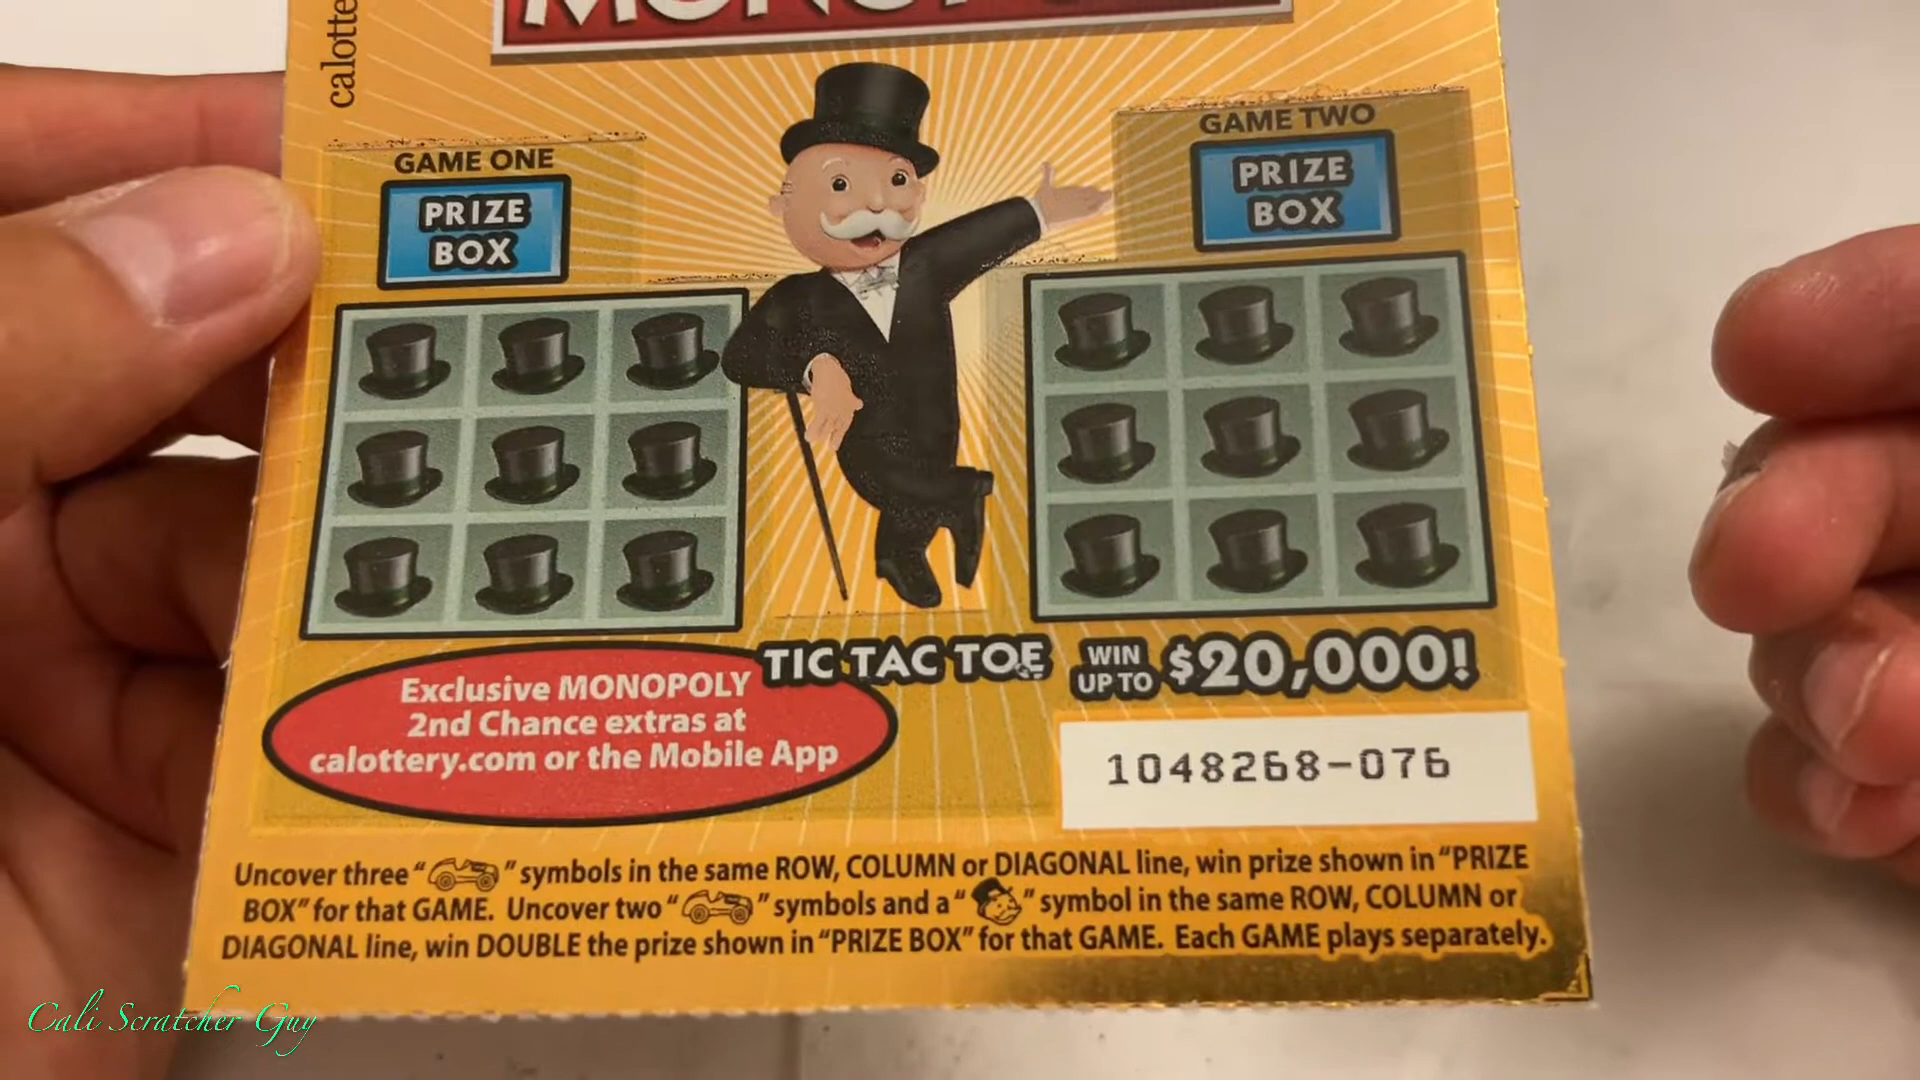 MONOPOLY
calotte
GAME ONE
PRIZE
BOX
GAME TWO
PRIZE
BOX
TIC TAC TOE
WIN
UP TO
$20,000!
Exclusive MONOPOLY
2nd Chance extras at
calottery.com or the Mobile App
1048268-076
Uncover three “ ” symbols in the same ROW, COLUMN or DIAGONAL line, win prize shown in “PRIZE
BOX” for that GAME. Uncover two “ ” symbols and a “ ” symbol in the same ROW, COLUMN or
DIAGONAL line, win DOUBLE the prize shown in “PRIZE BOX” for that GAME. Each GAME plays separately.
Cali Scratcher Guy